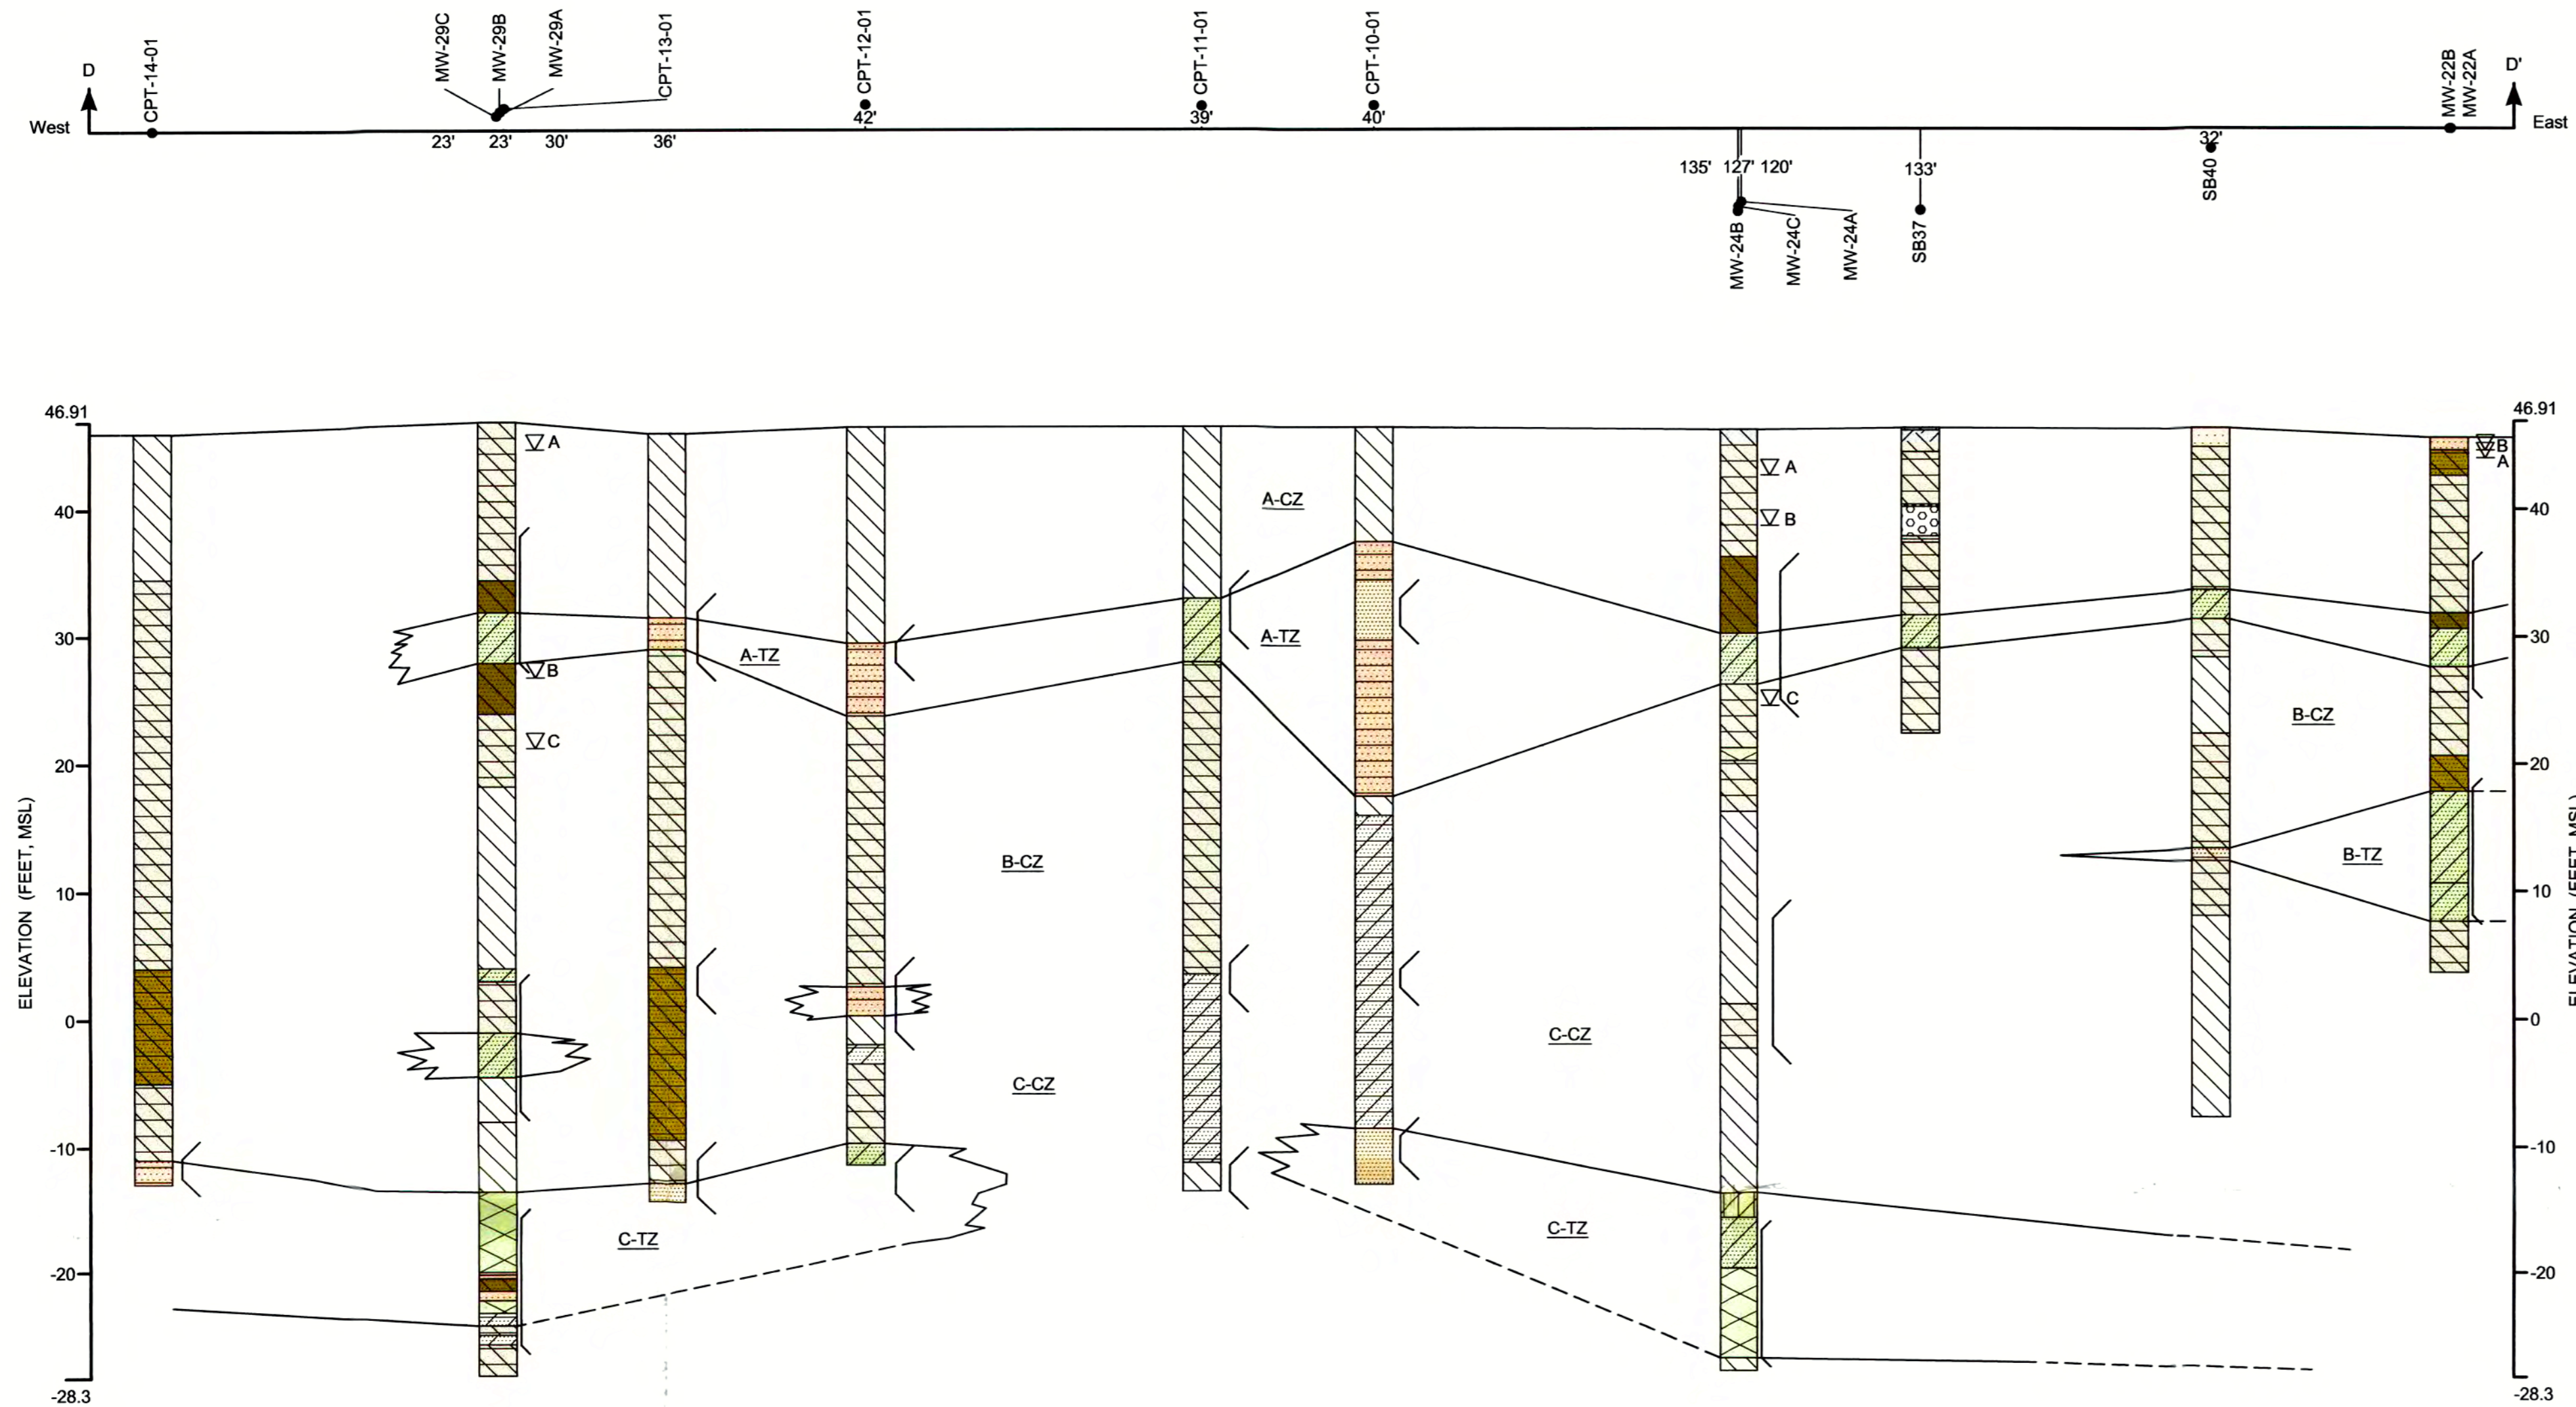 D
CPT-14-01
MW-29C
MW-29B
MW-29A
CPT-13-01
CPT-12-01
CPT-11-01
CPT-10-01
MW-22B
MW-22A
D'
West
East
23' 23' 30' 36'
42'
39'
40'
135' 127' 120'
133'
32'
MW-24B
MW-24C
MW-24A
SB37
SB40
46.91
46.91
A
A
B
C
B
A
B
C
A-CZ
A-TZ
A-TZ
B-CZ
B-CZ
B-TZ
C-CZ
C-CZ
C-TZ
C-TZ
40
30
20
10
0
-10
-20
-28.3
ELEVATION (FEET, MSL)
40
30
20
10
0
-10
-20
-28.3